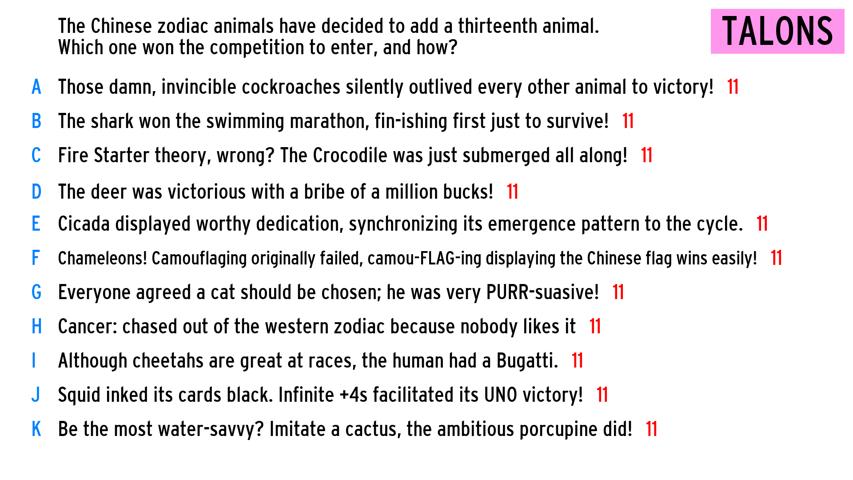 The Chinese zodiac animals have decided to add a thirteenth animal.
Which one won the competition to enter, and how?
TALONS
A Those damn, invincible cockroaches silently outlived every other animal to victory! 11
B The shark won the swimming marathon, fin-ishing first just to survive! 11
C Fire Starter theory, wrong? The Crocodile was just submerged all along! 11
D The deer was victorious with a bribe of a million bucks! 11
E Cicada displayed worthy dedication, synchronizing its emergence pattern to the cycle. 11
F Chameleons! Camouflaging originally failed, camou-FLAG-ing displaying the Chinese flag wins easily! 11
G Everyone agreed a cat should be chosen; he was very PURR-suasive! 11
H Cancer: chased out of the western zodiac because nobody likes it 11
I Although cheetahs are great at races, the human had a Bugatti. 11
J Squid inked its cards black. Infinite +4s facilitated its UNO victory! 11
K Be the most water-savvy? Imitate a cactus, the ambitious porcupine did! 11